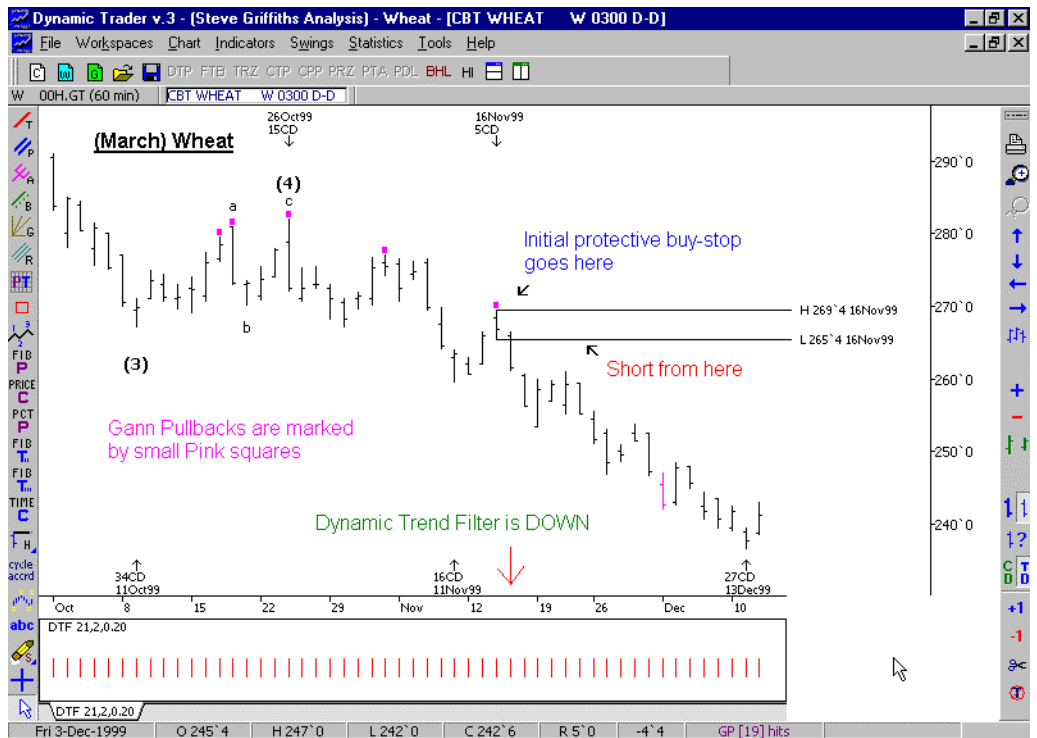 Dynamic Trader v.3 - (Steve Griffiths Analysis) - Wheat - [CBT WHEAT W 0300 D-D]
File Workspaces Chart Indicators Swings Statistics Tools Help
C W G DTP FTB TRZ CTP CPP PRZ PTA PDL BHL HI
W 00H.GT (60 min) CBT WHEAT W 0300 D-D
26Oct99
15CD
16Nov99
5CD
(March) Wheat
(4)
a
c
b
(3)
Initial protective buy-stop
goes here
H 269`4 16Nov99
L 265`4 16Nov99
Short from here
Gann Pullbacks are marked
by small Pink squares
Dynamic Trend Filter is DOWN
290`0
280`0
270`0
260`0
250`0
240`0
34CD
11Oct99
16CD
11Nov99
27CD
13Dec99
Oct 8 15 22 29 Nov 12 19 26 Dec 10
DTF 21,2,0.20
DTF 21,2,0.20
T
P
A
B
G
R
PT
FIB
P
PRICE
C
PCT
P
FIB
T
FIB
T
TIME
C
H
cycle
accrd
abc
S
1?
C T
D D
+1
-1
T
Fri 3-Dec-1999 O 245`4 H 247`0 L 242`0 C 242`6 R 5`0 -4`4 GP [19] hits